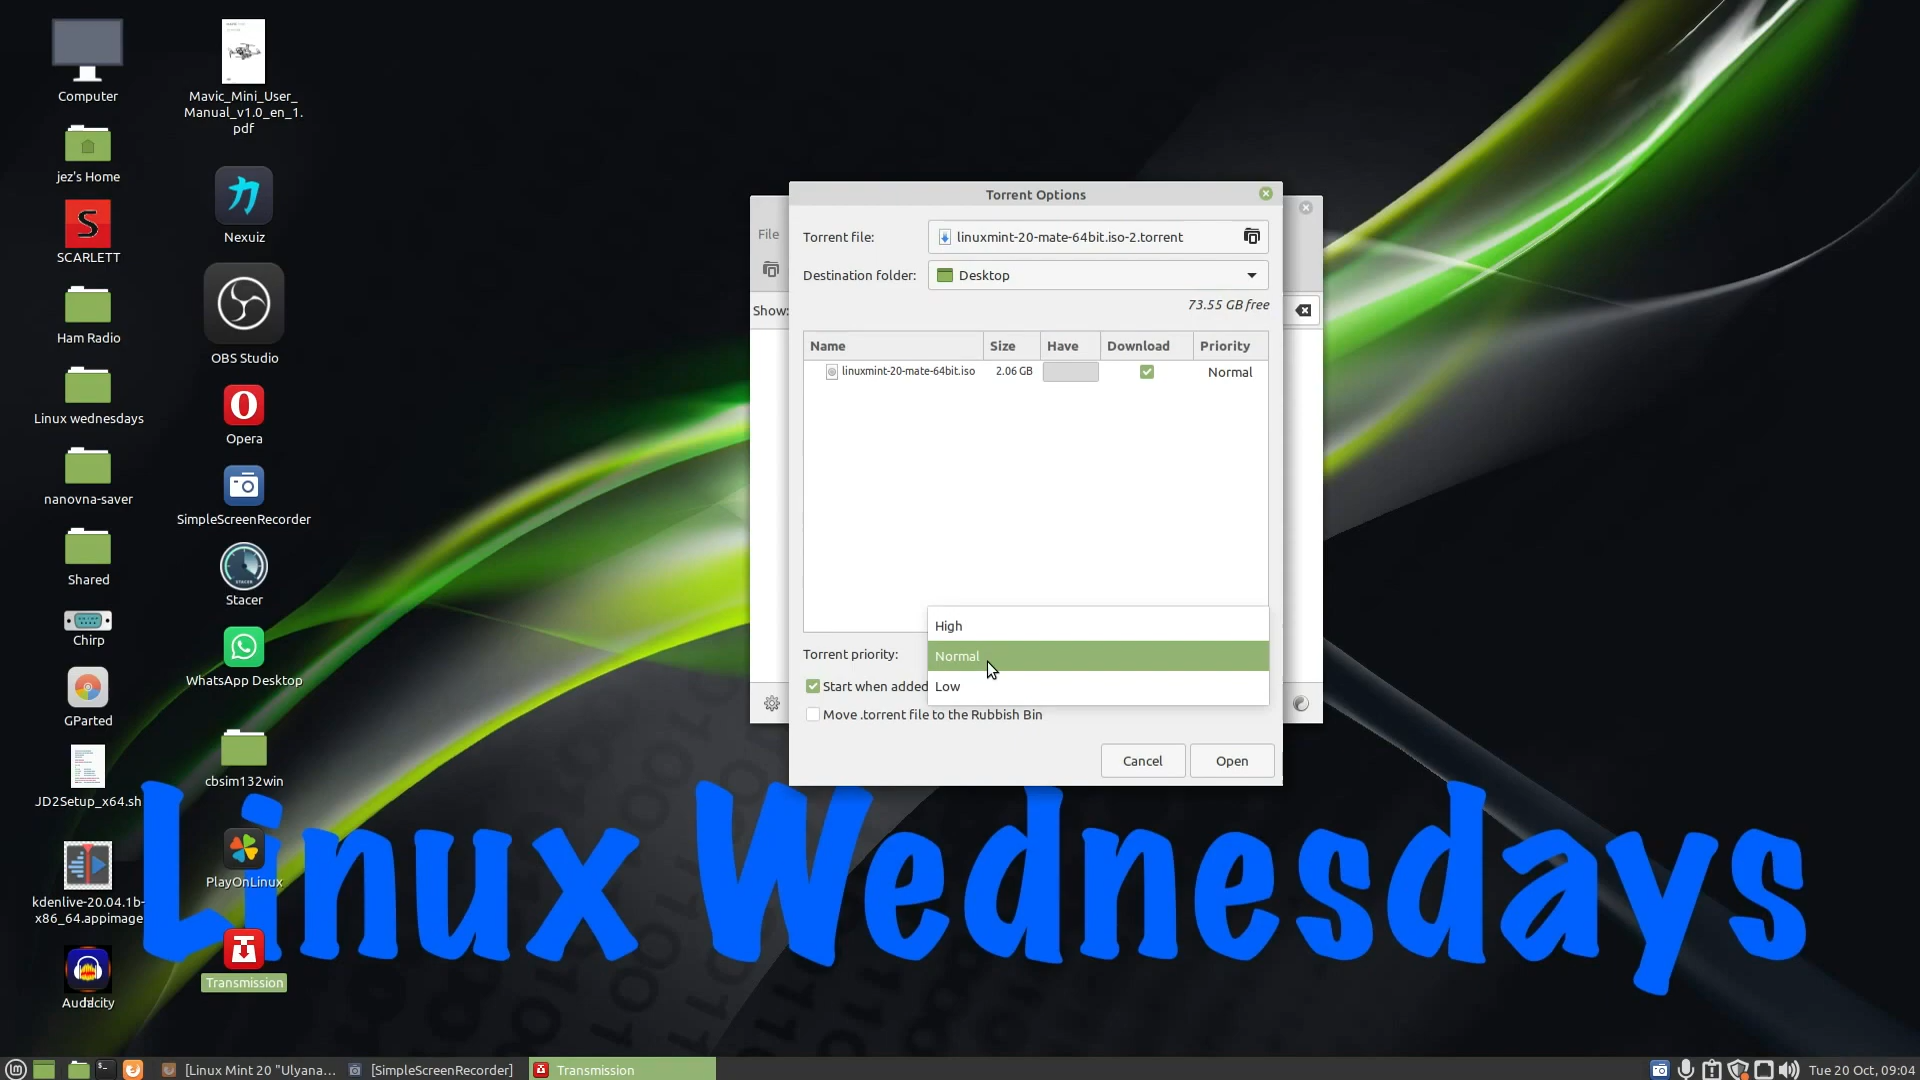 Computer
jez's Home
SCARLETT
Ham Radio
Linux wednesdays
nanovna-saver
Shared
Chirp
GParted
JD2Setup_x64.sh
kdenlive-20.04.1b-
x86_64.appimage
Audacity
Mavic_Mini_User_
Manual_v1.0_en_1.
pdf
Nexuiz
OBS Studio
Opera
SimpleScreenRecorder
Stacer
STACER
WhatsApp Desktop
cbsim132win
PlayOnLinux
Transmission
File
Show:
Torrent Options
Torrent file:
linuxmint-20-mate-64bit.iso-2.torrent
Destination folder:
Desktop
73.55 GB free
Name Size Have Download Priority
linuxmint-20-mate-64bit.iso 2.06 GB Normal
High
Torrent priority:
Normal
Start when added
Low
Move .torrent file to the Rubbish Bin
Cancel Open
Linux Wednesdays
[Linux Mint 20 "Ulyana... [SimpleScreenRecorder] Transmission Tue 20 Oct, 09:04